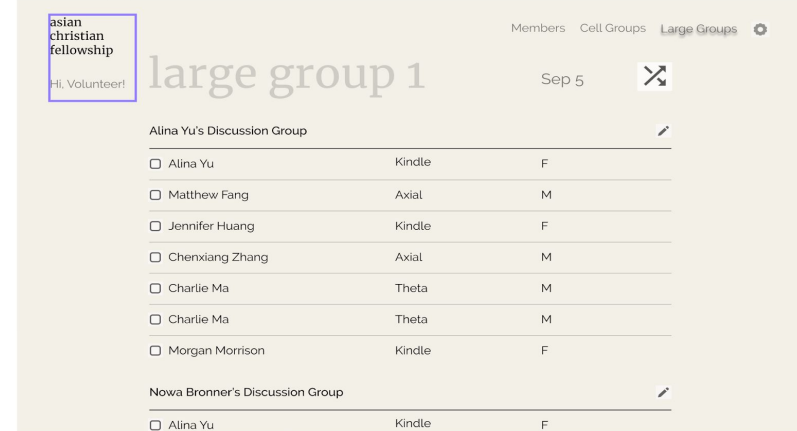 asian
christian
fellowship
Hi, Volunteer!
Members Cell Groups Large Groups
large group 1 Sep 5
Alina Yu's Discussion Group
Alina Yu Kindle F
Matthew Fang Axial M
Jennifer Huang Kindle F
Chenxiang Zhang Axial M
Charlie Ma Theta M
Charlie Ma Theta M
Morgan Morrison Kindle F
Nowa Bronner's Discussion Group
Alina Yu Kindle F